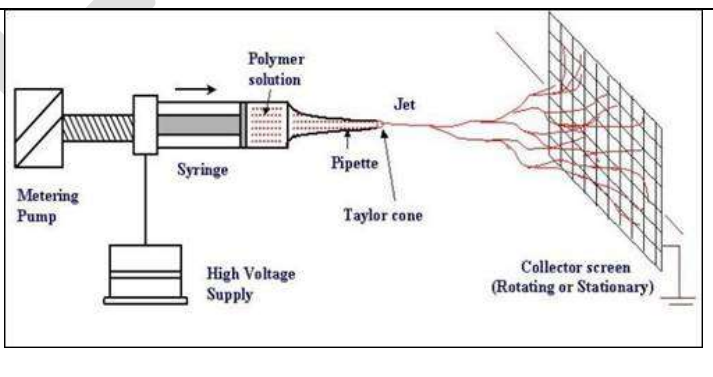 Polymer
solution
Jet
Syringe
Pipette
Metering
Pump
Taylor cone
High Voltage
Supply
Collector screen
(Rotating or Stationary)